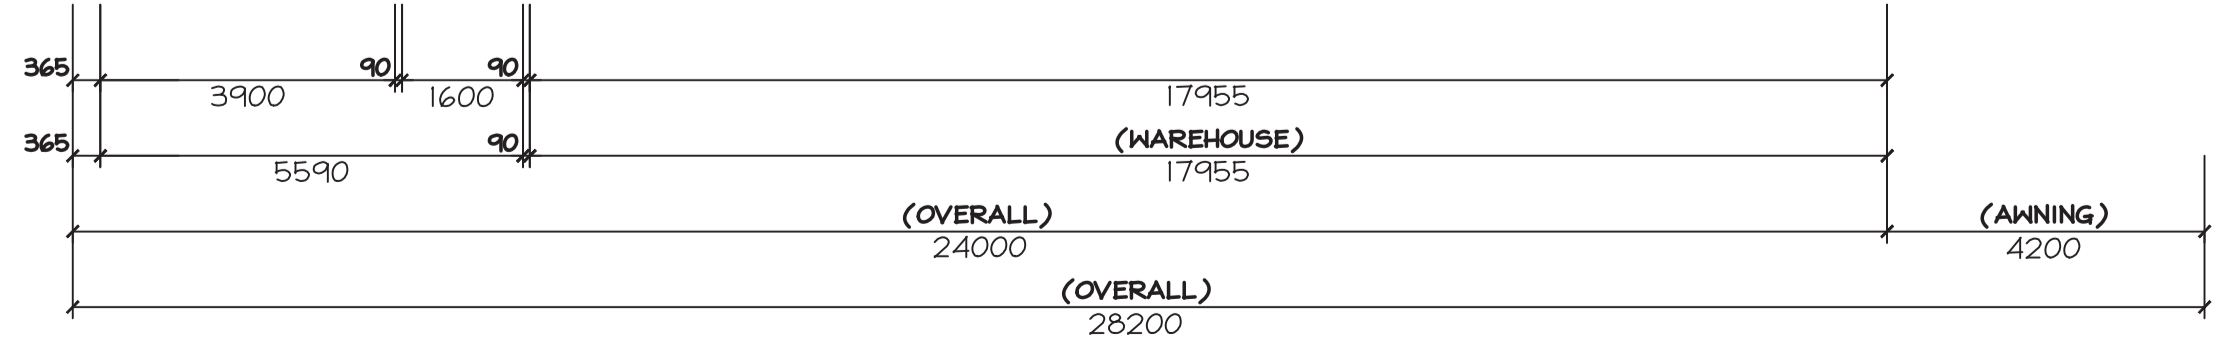 365 90 90
3900 1600 17955
365 90 (WAREHOUSE)
5590 17955
(OVERALL) (AWNING)
24000 4200
(OVERALL)
28200